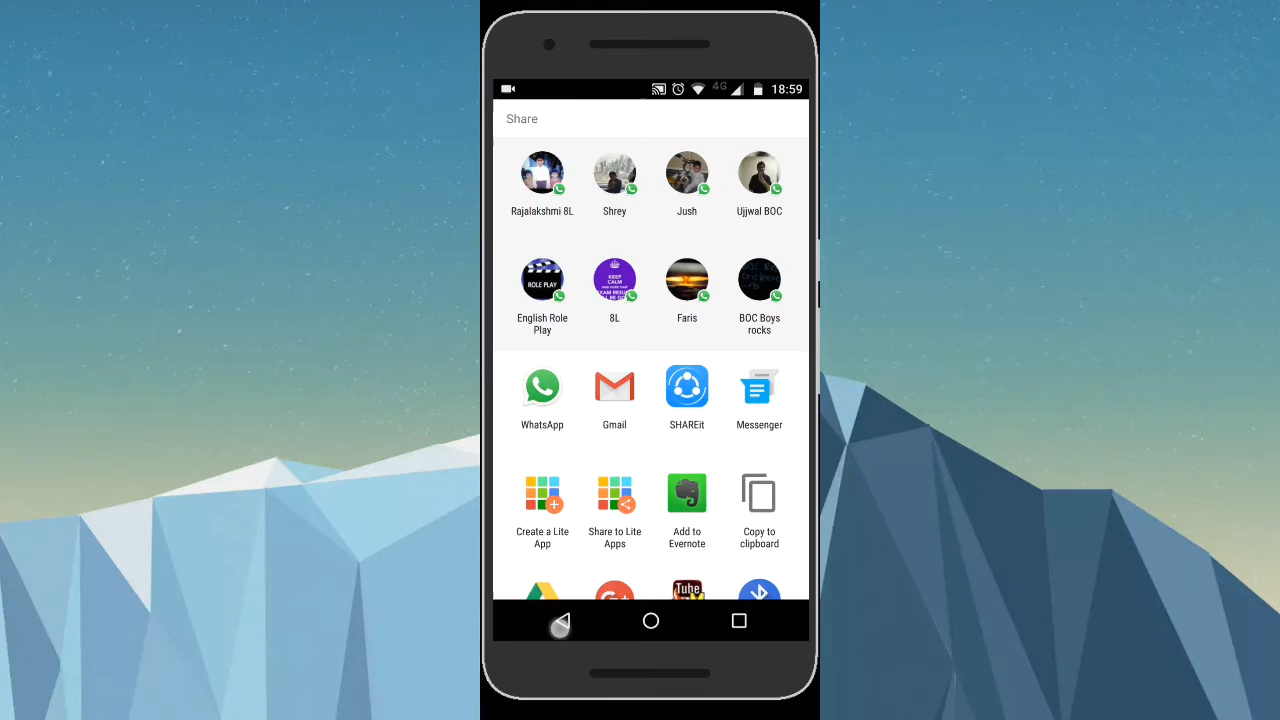 4G 18:59
Share
Rajalakshmi 8L
Shrey
Jush
Ujjwal BOC
ROLE PLAY
KEEP
CALM
English Role
Play
8L
Faris
BOC Boys
rocks
WhatsApp
Gmail
SHAREit
Messenger
Create a Lite
App
Share to Lite
Apps
Add to
Evernote
Copy to
clipboard
G+
Tube